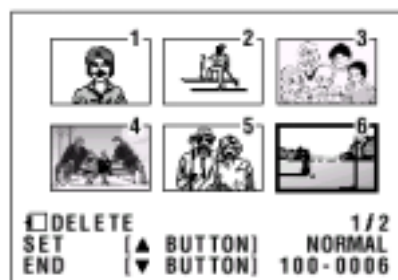 1 2 3
4 5 6
DELETE 1/2
SET [▲ BUTTON] NORMAL
END [▼ BUTTON] 100-0006